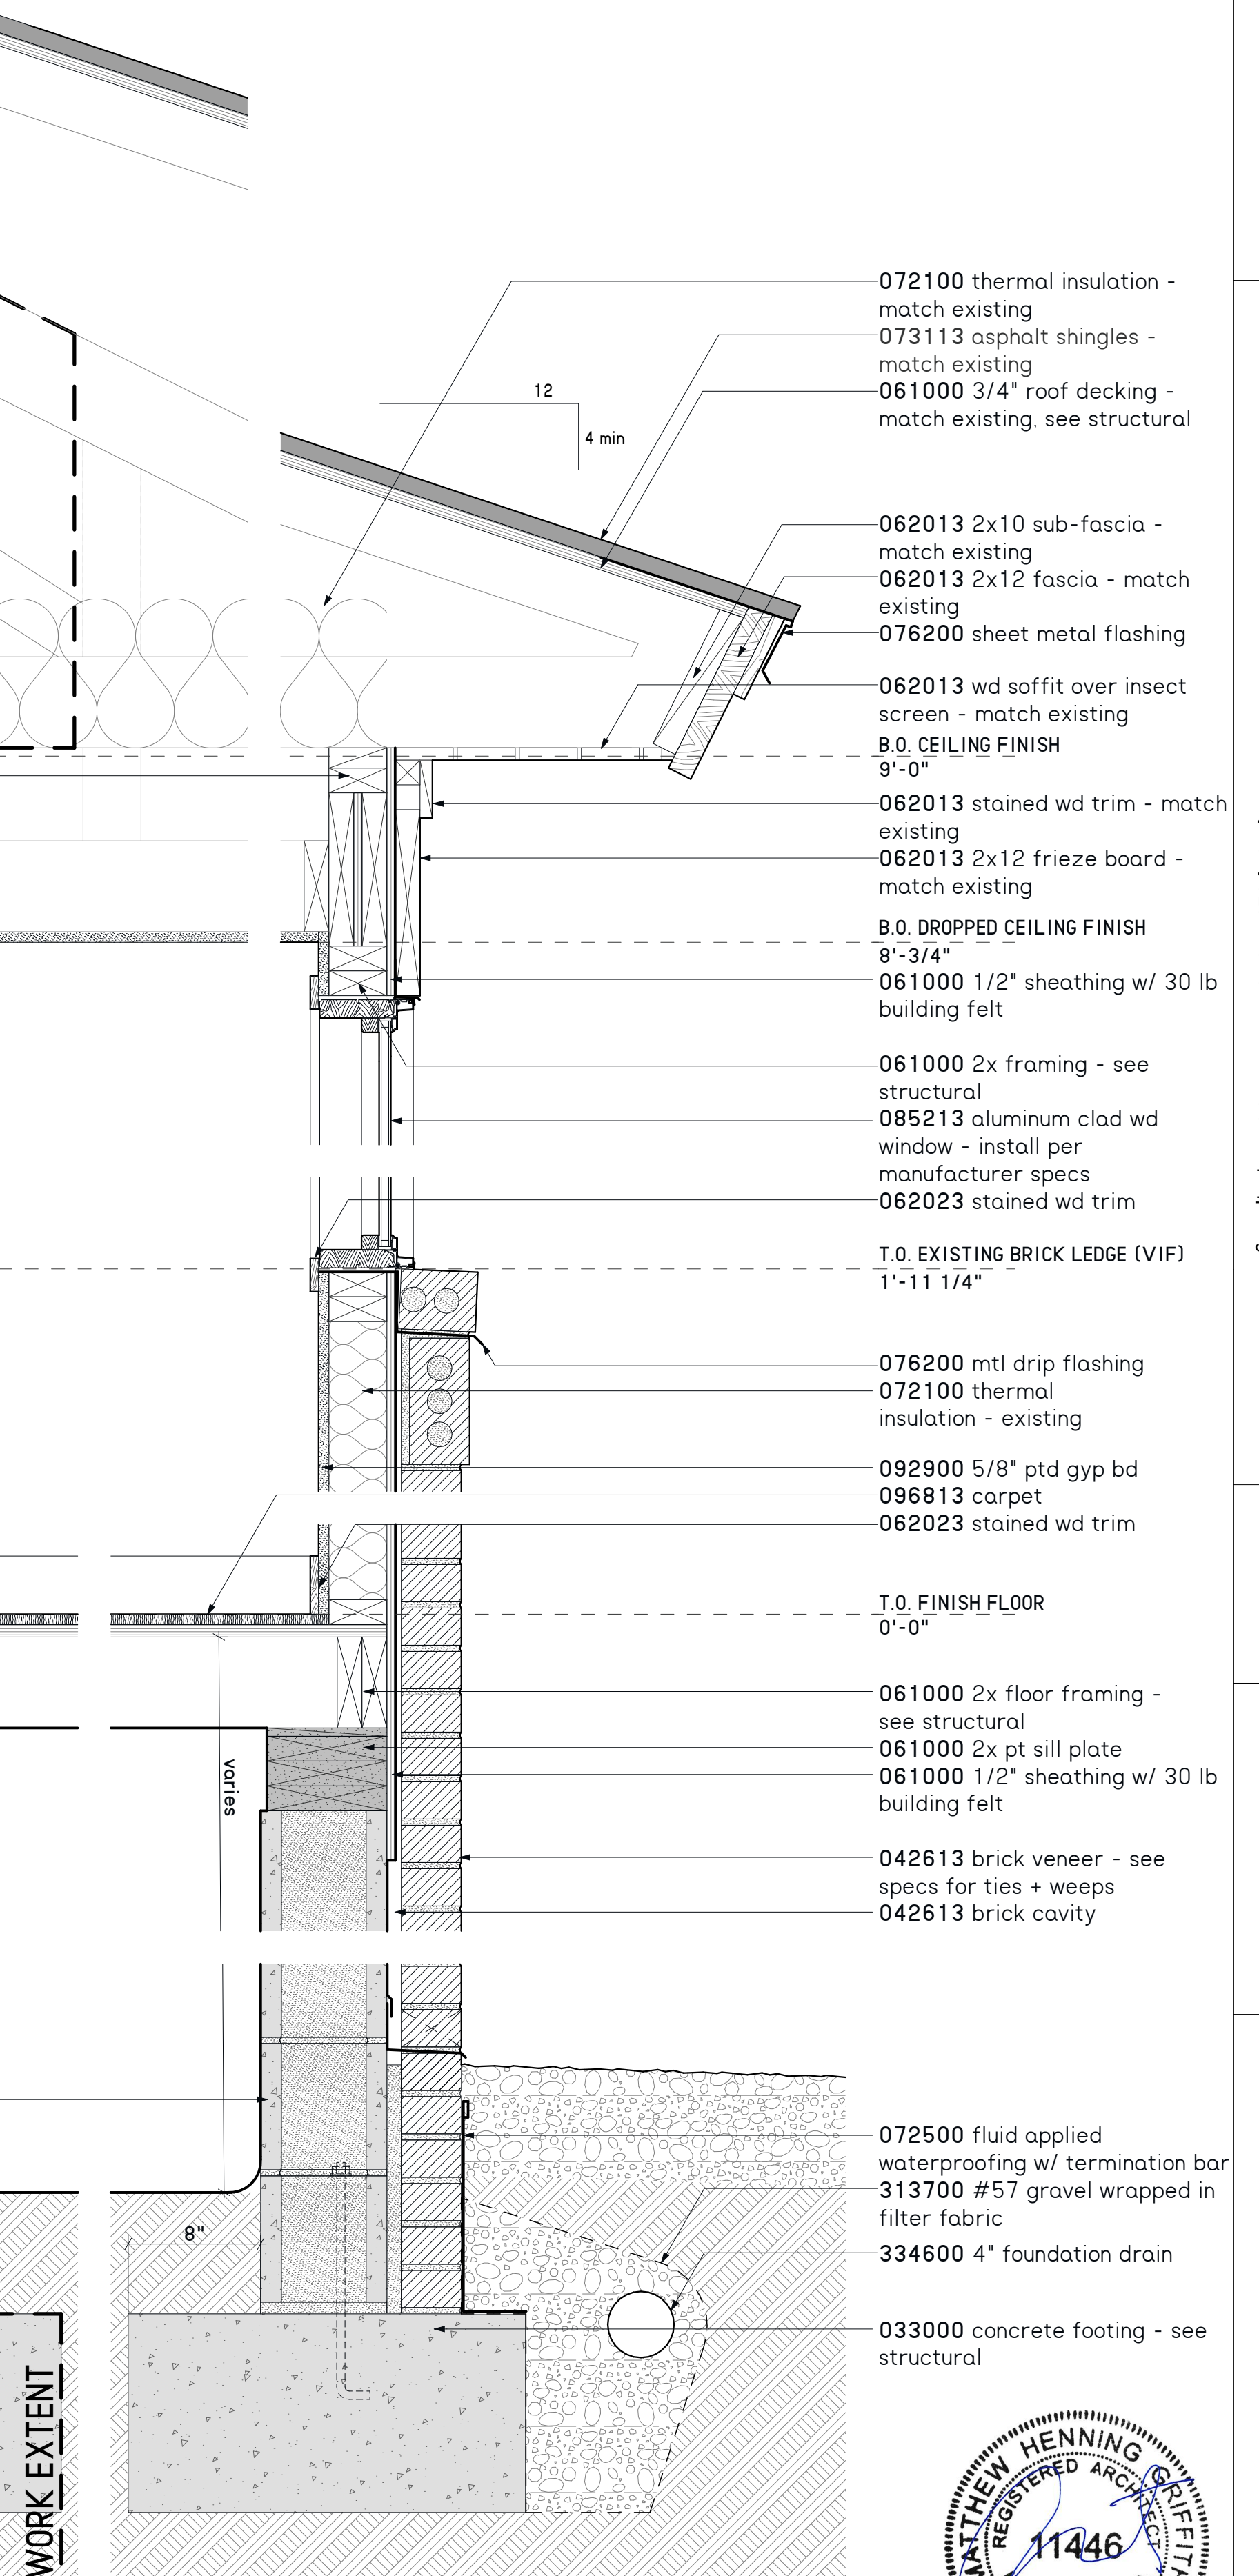 072100 thermal insulation -
match existing
073113 asphalt shingles -
match existing
061000 3/4" roof decking -
match existing. see structural
12
4 min
062013 2x10 sub-fascia -
match existing
062013 2x12 fascia - match
existing
076200 sheet metal flashing
062013 wd soffit over insect
screen - match existing
B.O. CEILING FINISH
9'-0"
062013 stained wd trim - match
existing
062013 2x12 frieze board -
match existing
B.O. DROPPED CEILING FINISH
8'-3/4"
061000 1/2" sheathing w/ 30 lb
building felt
061000 2x framing - see
structural
085213 aluminum clad wd
window - install per
manufacturer specs
062023 stained wd trim
T.O. EXISTING BRICK LEDGE (VIF)
1'-11 1/4"
076200 mtl drip flashing
072100 thermal
insulation - existing
092900 5/8" ptd gyp bd
096813 carpet
062023 stained wd trim
T.O. FINISH FLOOR
0'-0"
061000 2x floor framing -
see structural
061000 2x pt sill plate
061000 1/2" sheathing w/ 30 lb
building felt
varies
042613 brick veneer - see
specs for ties + weeps
042613 brick cavity
072500 fluid applied
waterproofing w/ termination bar
313700 #57 gravel wrapped in
filter fabric
8"
334600 4" foundation drain
033000 concrete footing - see
structural
WORK EXTENT
MATTHEW HENNING GRIFFITH
REGISTERED ARCHITECT
11446